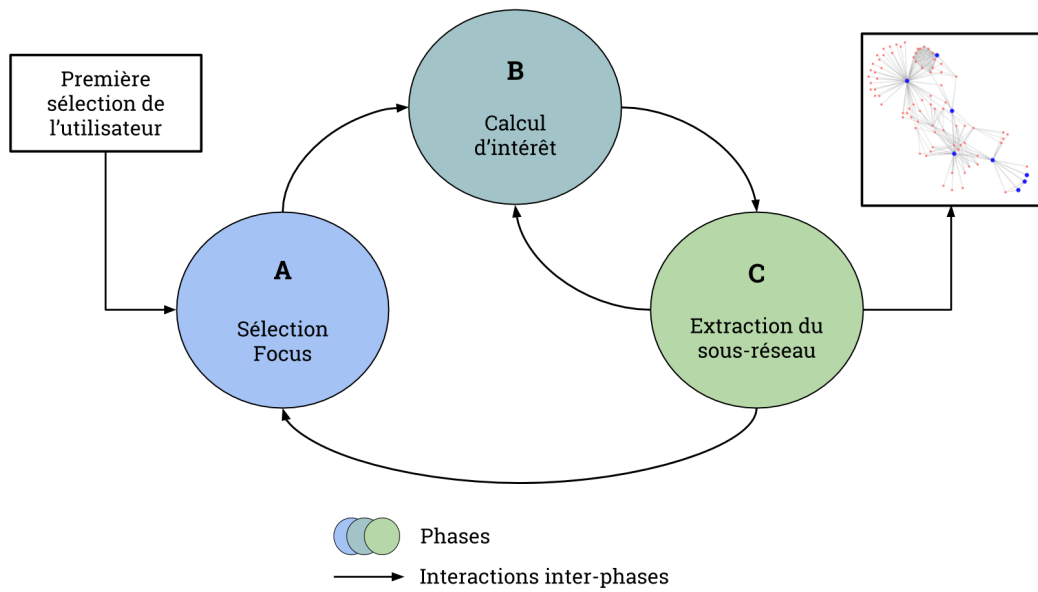 Première
sélection de
l'utilisateur
A
Sélection
Focus
B
Calcul
d'intérêt
C
Extraction du
sous-réseau
Phases
Interactions inter-phases